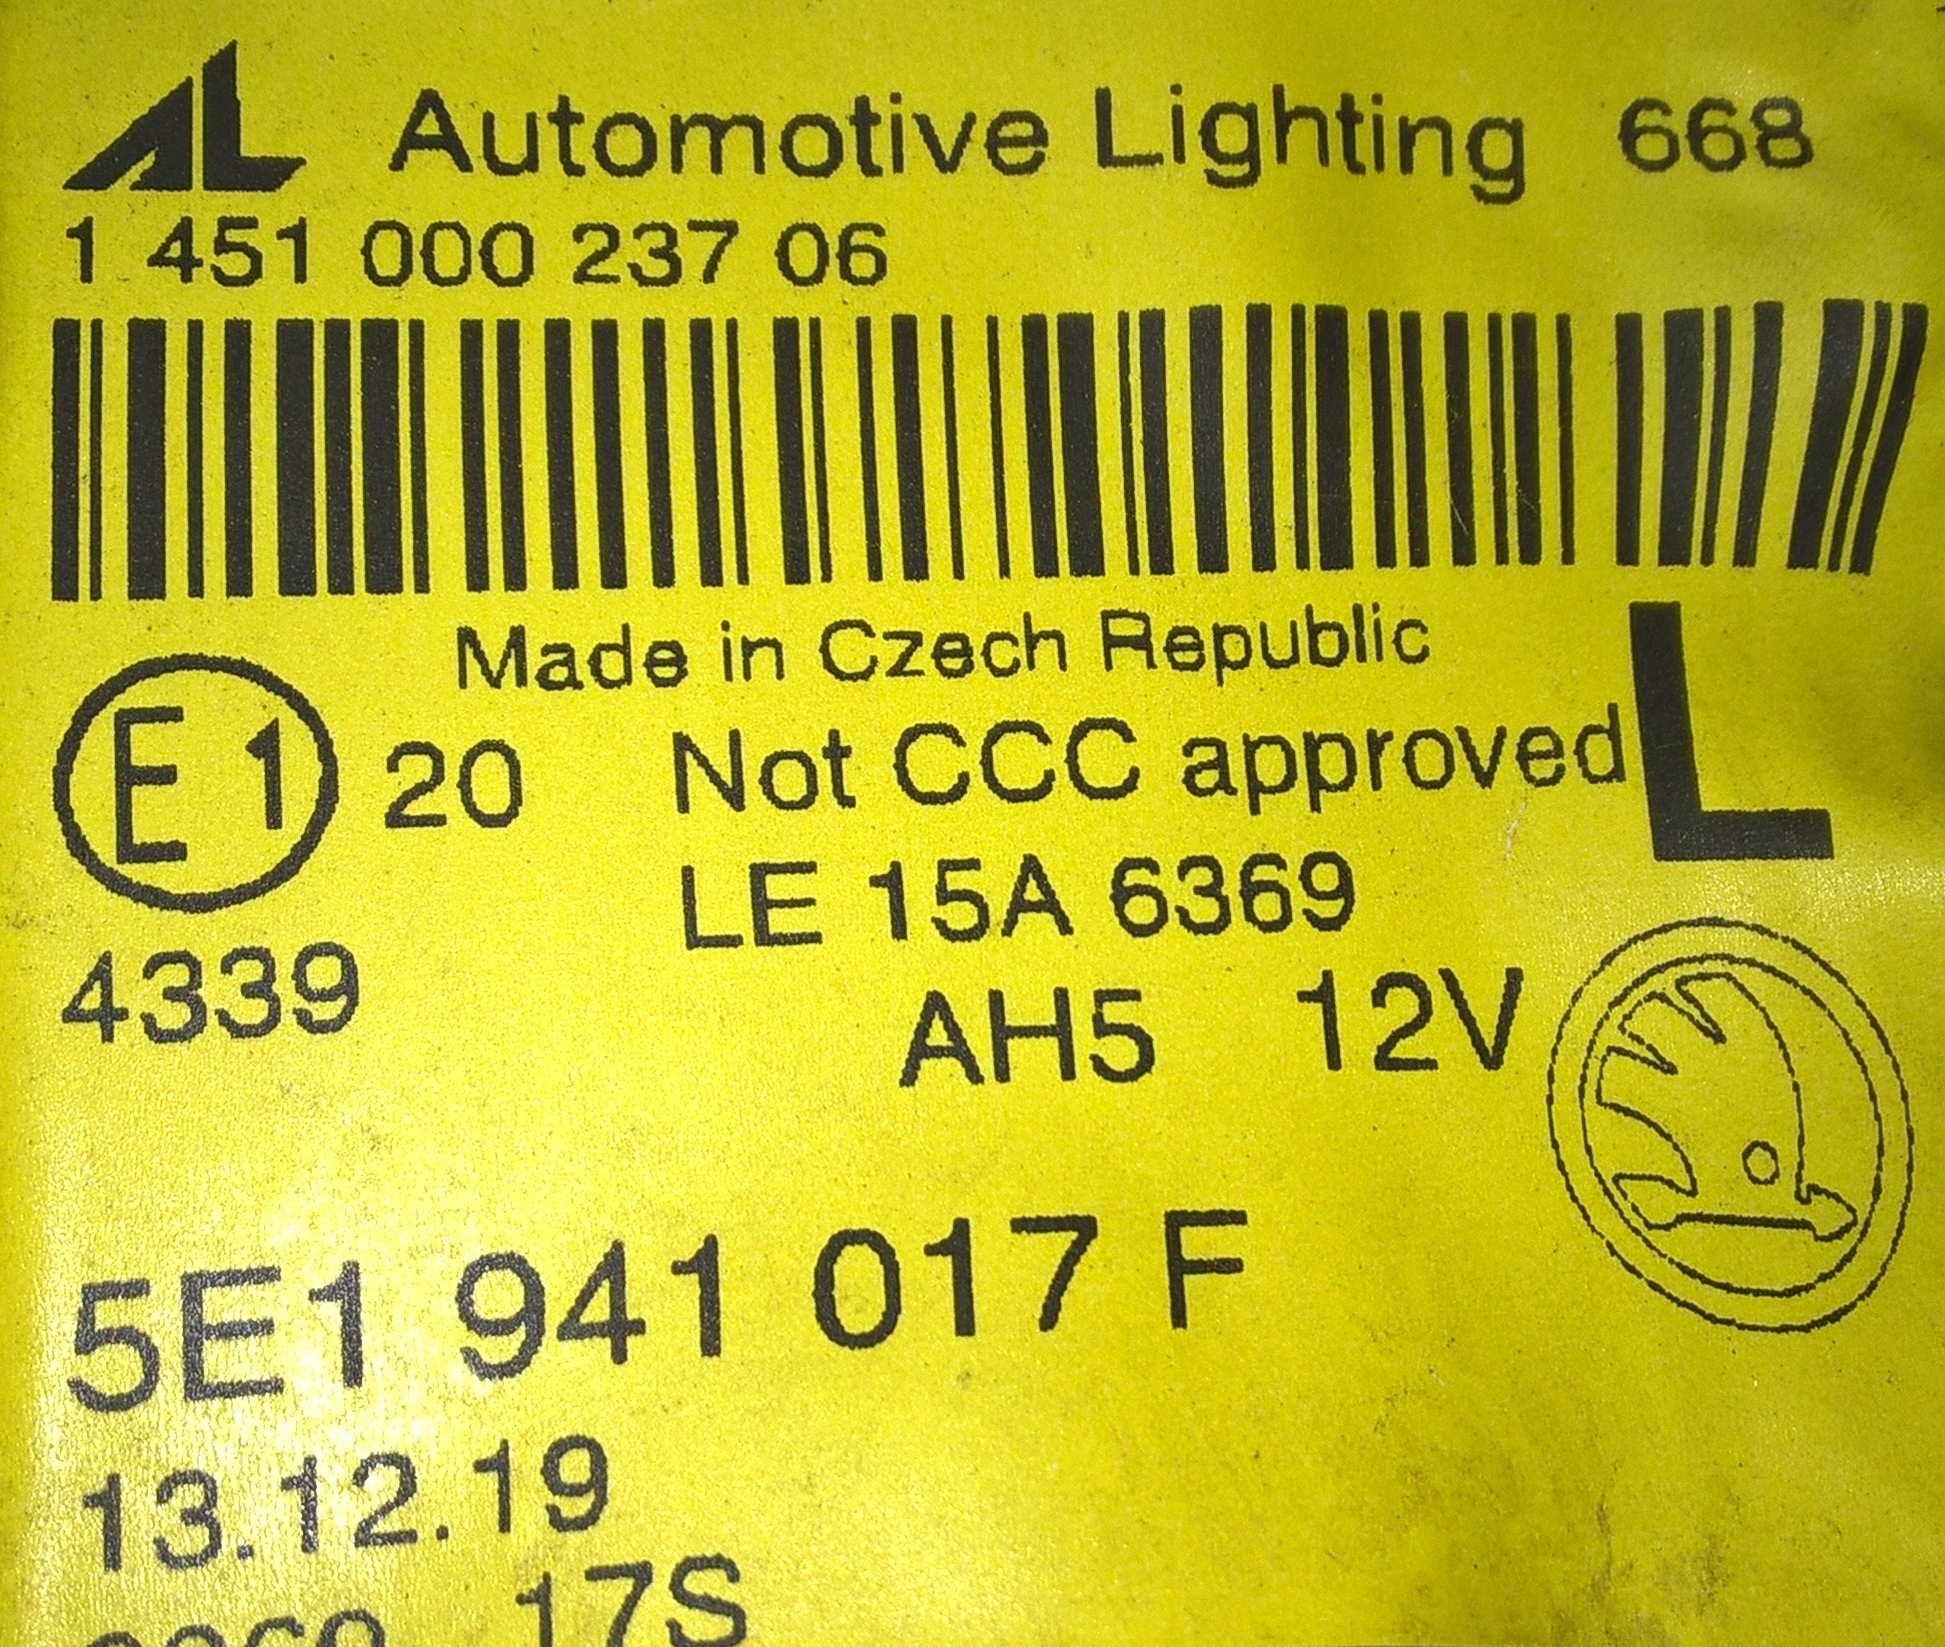 AL Automotive Lighting 668
1 451 000 237 06
Made in Czech Republic
E1 20 Not CCC approved L
LE 15A 6369
4339
AH5 12V
5E1 941 017 F
13.12.19
17S